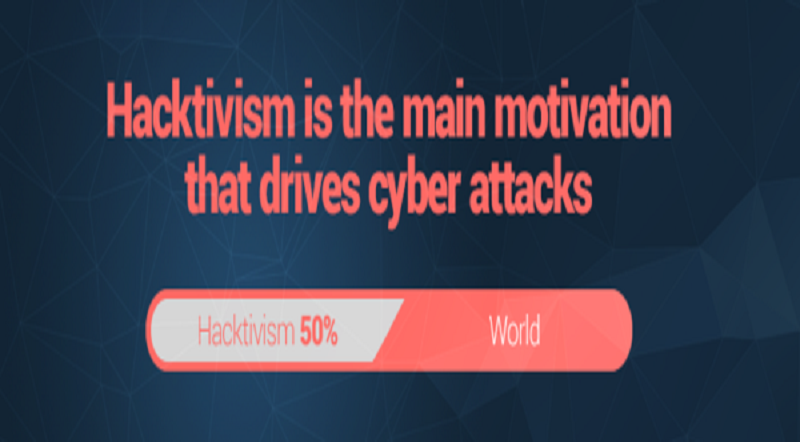 Hacktivism is the main motivation
that drives cyber attacks
Hacktivism 50% World